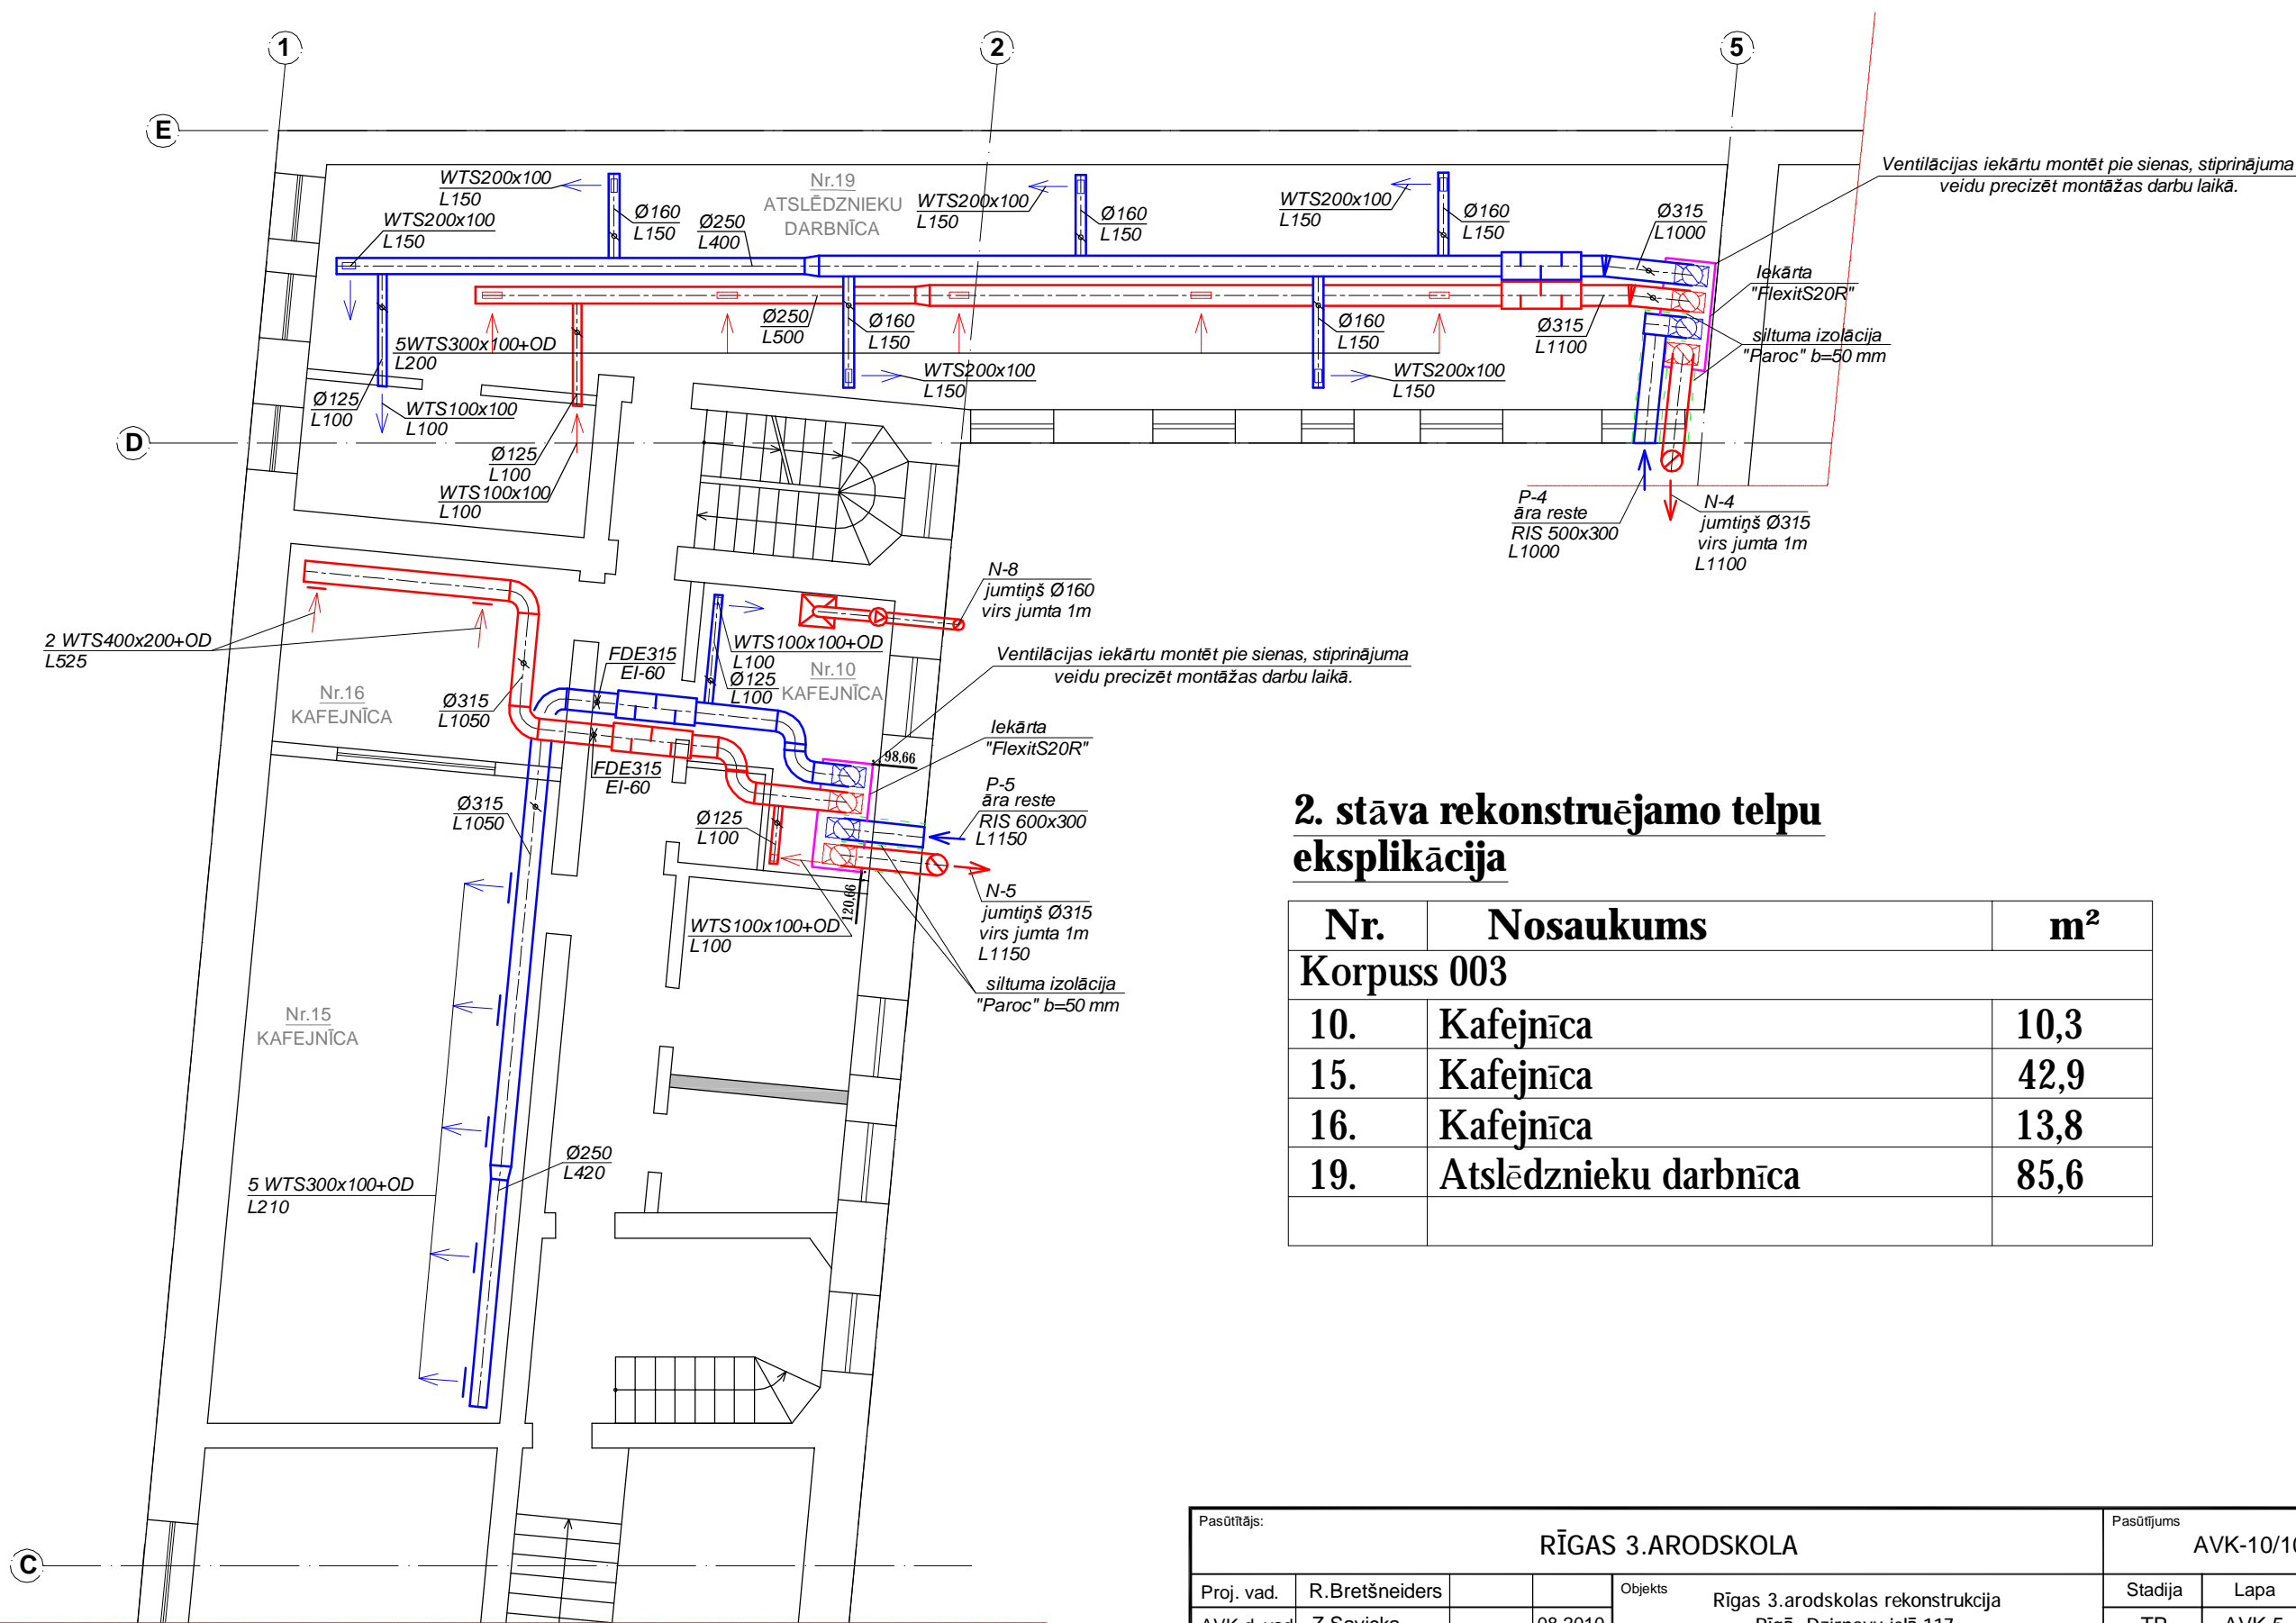 1
2
5
E
D
C
WTS200x100
L150
WTS200x100
L150
Ø160
L150
Ø250
L400
Nr.19
ATSLĒDZNIEKU
DARBNĪCA
WTS200x100
L150
Ø160
L150
WTS200x100
L150
Ø160
L150
Ø315
L1000
Ventilācijas iekārtu montēt pie sienas, stiprinājuma
veidu precizēt montāžas darbu laikā.
Iekārta
"FlexitS20R"
siltuma izolācija
"Paroc" b=50 mm
5WTS300x100+OD
L200
Ø250
L500
Ø160
L150
Ø160
L150
Ø315
L1100
WTS200x100
L150
WTS200x100
L150
Ø125
L100
WTS100x100
L100
Ø125
L100
WTS100x100
L100
P-4
āra reste
RIS 500x300
L1000
N-4
jumtiņš Ø315
virs jumta 1m
L1100
N-8
jumtiņš Ø160
virs jumta 1m
2 WTS400x200+OD
L525
Nr.16
KAFEJNĪCA
Ø315
L1050
FDE315
EI-60
WTS100x100+OD
L100
Ø125
L100
Nr.10
KAFEJNĪCA
Ventilācijas iekārtu montēt pie sienas, stiprinājuma
veidu precizēt montāžas darbu laikā.
Iekārta
"FlexitS20R"
98,66
FDE315
EI-60
Ø315
L1050
Ø125
L100
P-5
āra reste
RIS 600x300
L1150
120,66
WTS100x100+OD
L100
N-5
jumtiņš Ø315
virs jumta 1m
L1150
siltuma izolācija
"Paroc" b=50 mm
Nr.15
KAFEJNĪCA
Ø250
L420
5 WTS300x100+OD
L210
2. stāva rekonstruējamo telpu
eksplikācija
Nr. Nosaukums m²
Korpuss 003
10. Kafejnīca 10,3
15. Kafejnīca 42,9
16. Kafejnīca 13,8
19. Atslēdznieku darbnīca 85,6
Pasūtītājs:
RĪGAS 3.ARODSKOLA
Pasūtījums
AVK-10/10
Proj. vad. R.Bretšneiders
Objekts
Rīgas 3.arodskolas rekonstrukcija
Stadija Lapa